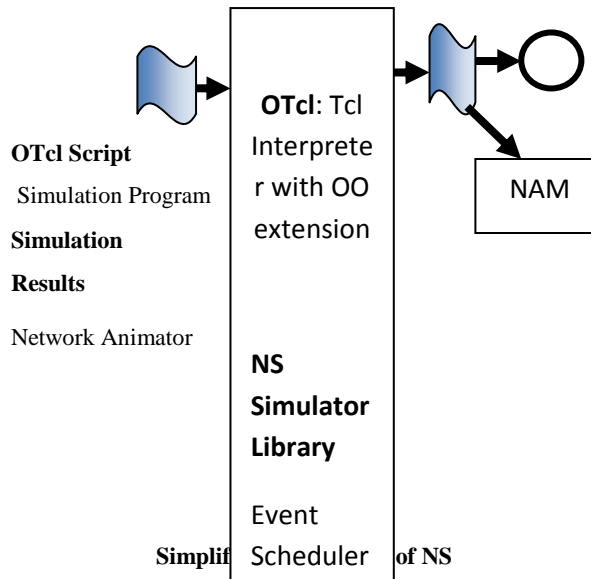 OTcl Script
Simulation Program
Simulation
Results
Network Animator
OTcl: Tcl
Interprete
r with OO
extension
NS
Simulator
Library
Event
Scheduler
NAM
Simplif
of NS